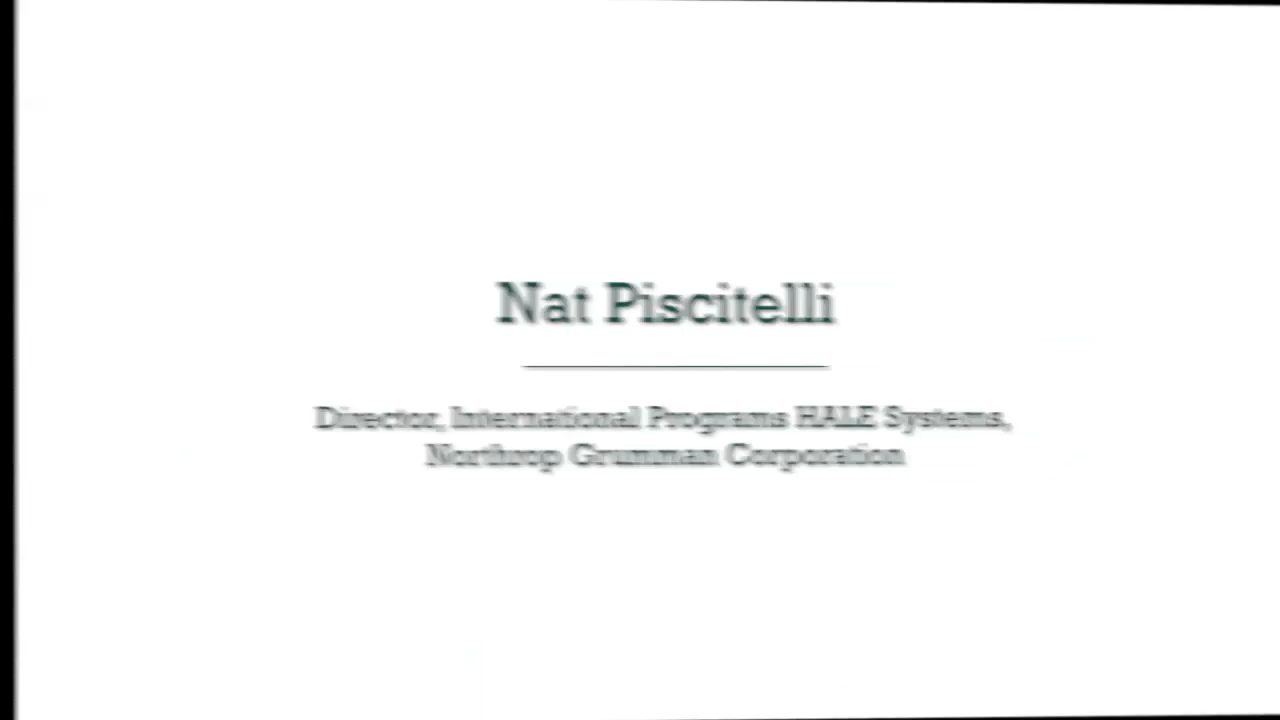 Nat Piscitelli
Director, International Programs HALE Systems,
Northrop Grumman Corporation